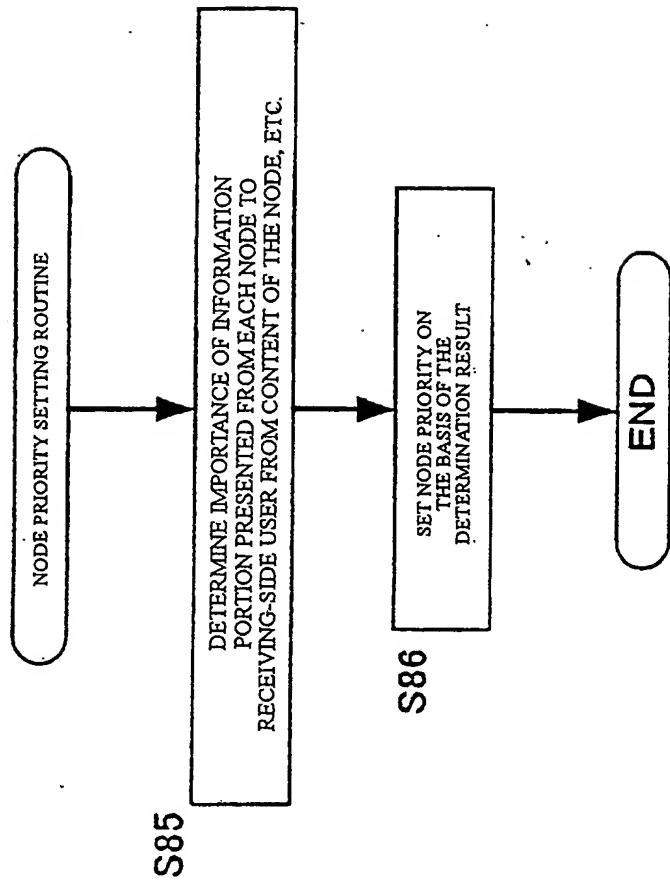 NODE PRIORITY SETTING ROUTINE
S85
DETERMINE IMPORTANCE OF INFORMATION
PORTION PRESENTED FROM EACH NODE TO
RECEIVING-SIDE USER FROM CONTENT OF THE NODE, ETC.
S86
SET NODE PRIORITY ON
THE BASIS OF THE
DETERMINATION RESULT
END